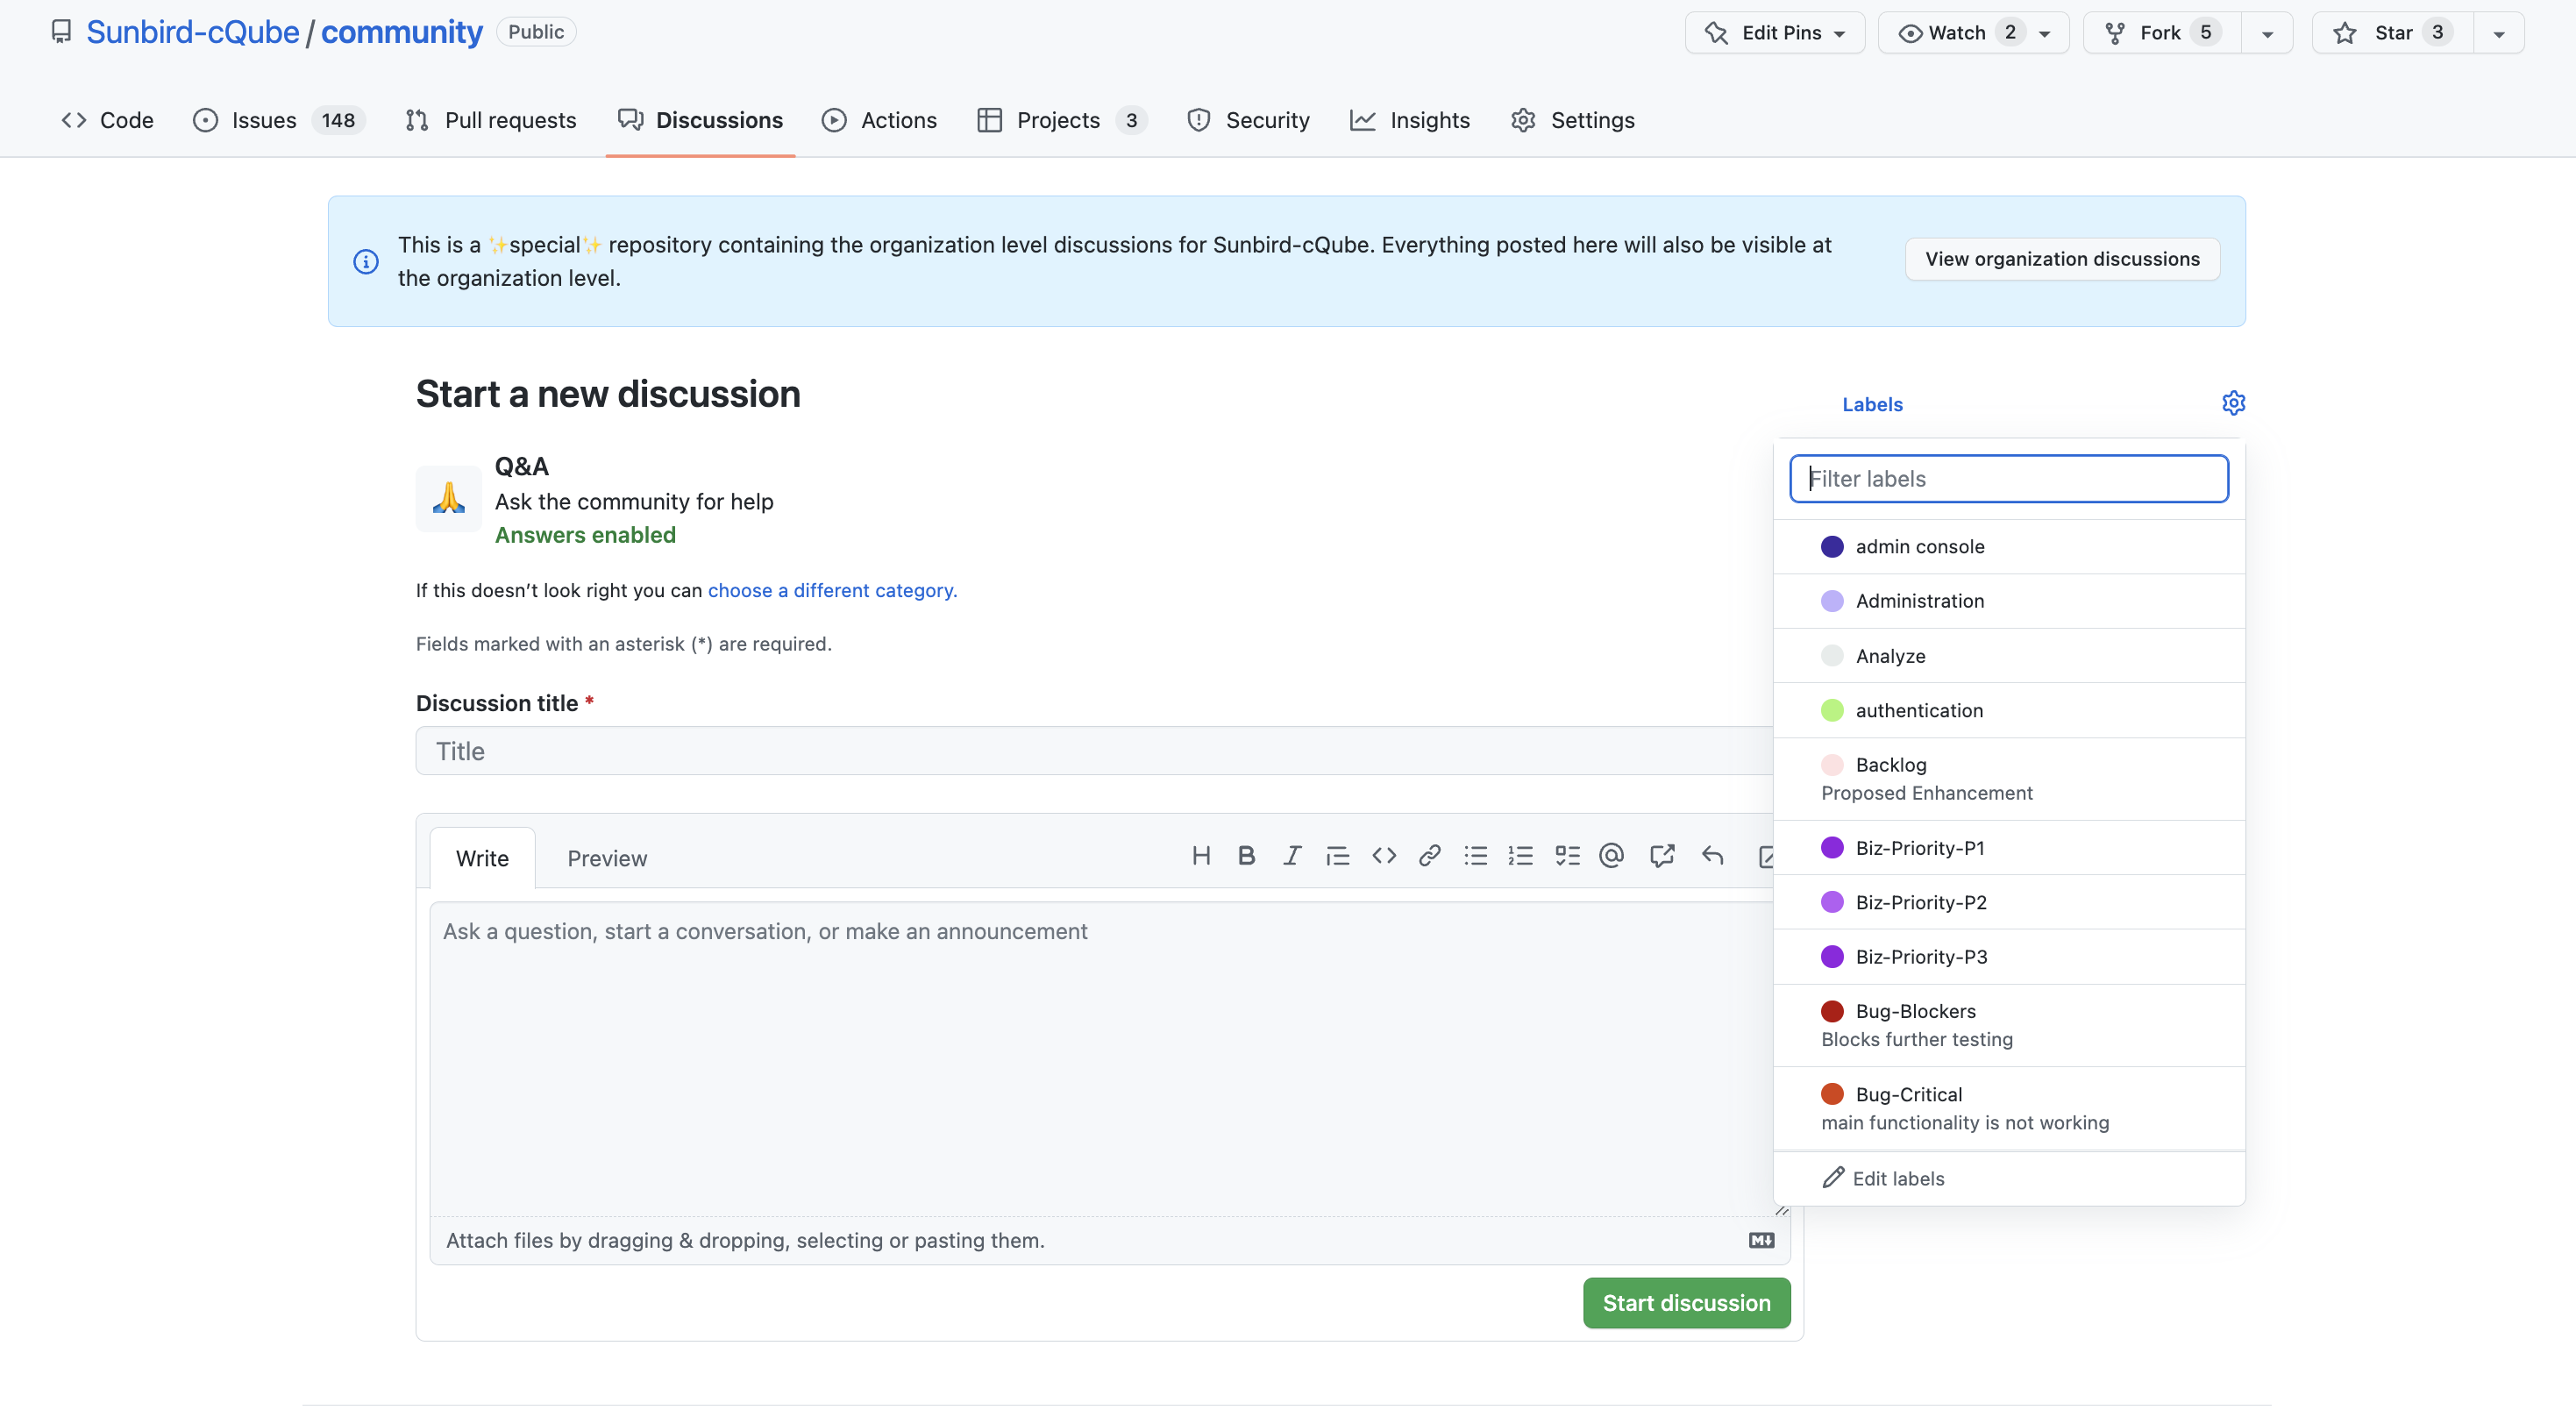 Sunbird-cQube / community Public
Edit Pins Watch 2 Fork 5 Star 3
Code Issues 148 Pull requests Discussions Actions Projects 3 Security Insights Settings
This is a ✨special✨ repository containing the organization level discussions for Sunbird-cQube. Everything posted here will also be visible at
the organization level.
View organization discussions
Start a new discussion
Q&A
Ask the community for help
Answers enabled
If this doesn’t look right you can choose a different category.
Fields marked with an asterisk (*) are required.
Discussion title *
Title
Write Preview
Ask a question, start a conversation, or make an announcement
Attach files by dragging & dropping, selecting or pasting them.
Start discussion
Labels
Filter labels
admin console
Administration
Analyze
authentication
Backlog
Proposed Enhancement
Biz-Priority-P1
Biz-Priority-P2
Biz-Priority-P3
Bug-Blockers
Blocks further testing
Bug-Critical
main functionality is not working
Edit labels